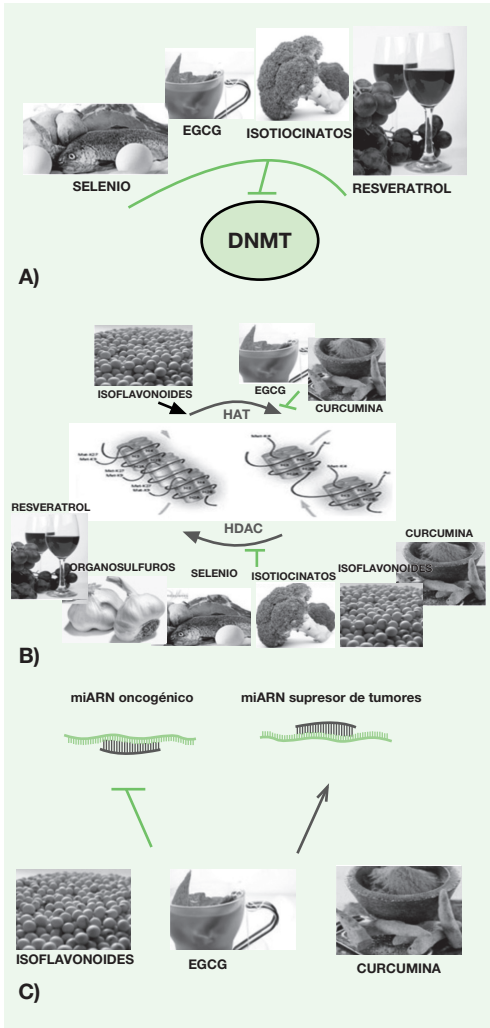 EGCG
ISOTIOCINATOS
SELENIO
RESVERATROL
DNMT
A)
ISOFLAVONOIDES
EGCG
CURCUMINA
HAT
HDAC
RESVERATROL
CURCUMINA
ORGANOSULFUROS
SELENIO
ISOTIOCINATOS
ISOFLAVONOIDES
B)
miARN oncogénico
miARN supresor de tumores
ISOFLAVONOIDES
EGCG
CURCUMINA
C)